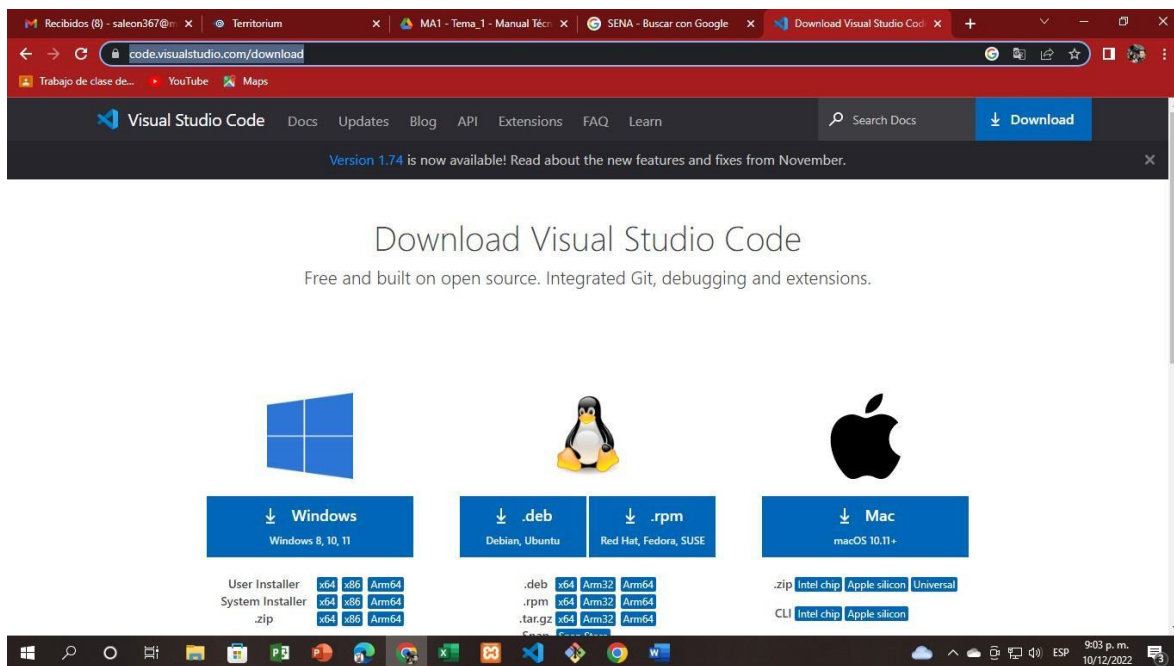 Recibidos (8) - saleon367@m
Territorium
MA1 - Tema_1 - Manual Técn
SENA - Buscar con Google
Download Visual Studio Cod
code.visualstudio.com/download
Trabajo de clase de...
YouTube
Maps
Visual Studio Code
Docs
Updates
Blog
API
Extensions
FAQ
Learn
Search Docs
Download
Version 1.74 is now available! Read about the new features and fixes from November.
Download Visual Studio Code
Free and built on open source. Integrated Git, debugging and extensions.
Windows
Windows 8, 10, 11
User Installer x64 x86 Arm64
System Installer x64 x86 Arm64
.zip x64 x86 Arm64
.deb
Debian, Ubuntu
.rpm
Red Hat, Fedora, SUSE
.deb x64 Arm32 Arm64
.rpm x64 Arm32 Arm64
.tar.gz x64 Arm32 Arm64
Snap Snap Store
Mac
macOS 10.11+
.zip Intel chip Apple silicon Universal
CLI Intel chip Apple silicon
ESP
9:03 p. m.
10/12/2022